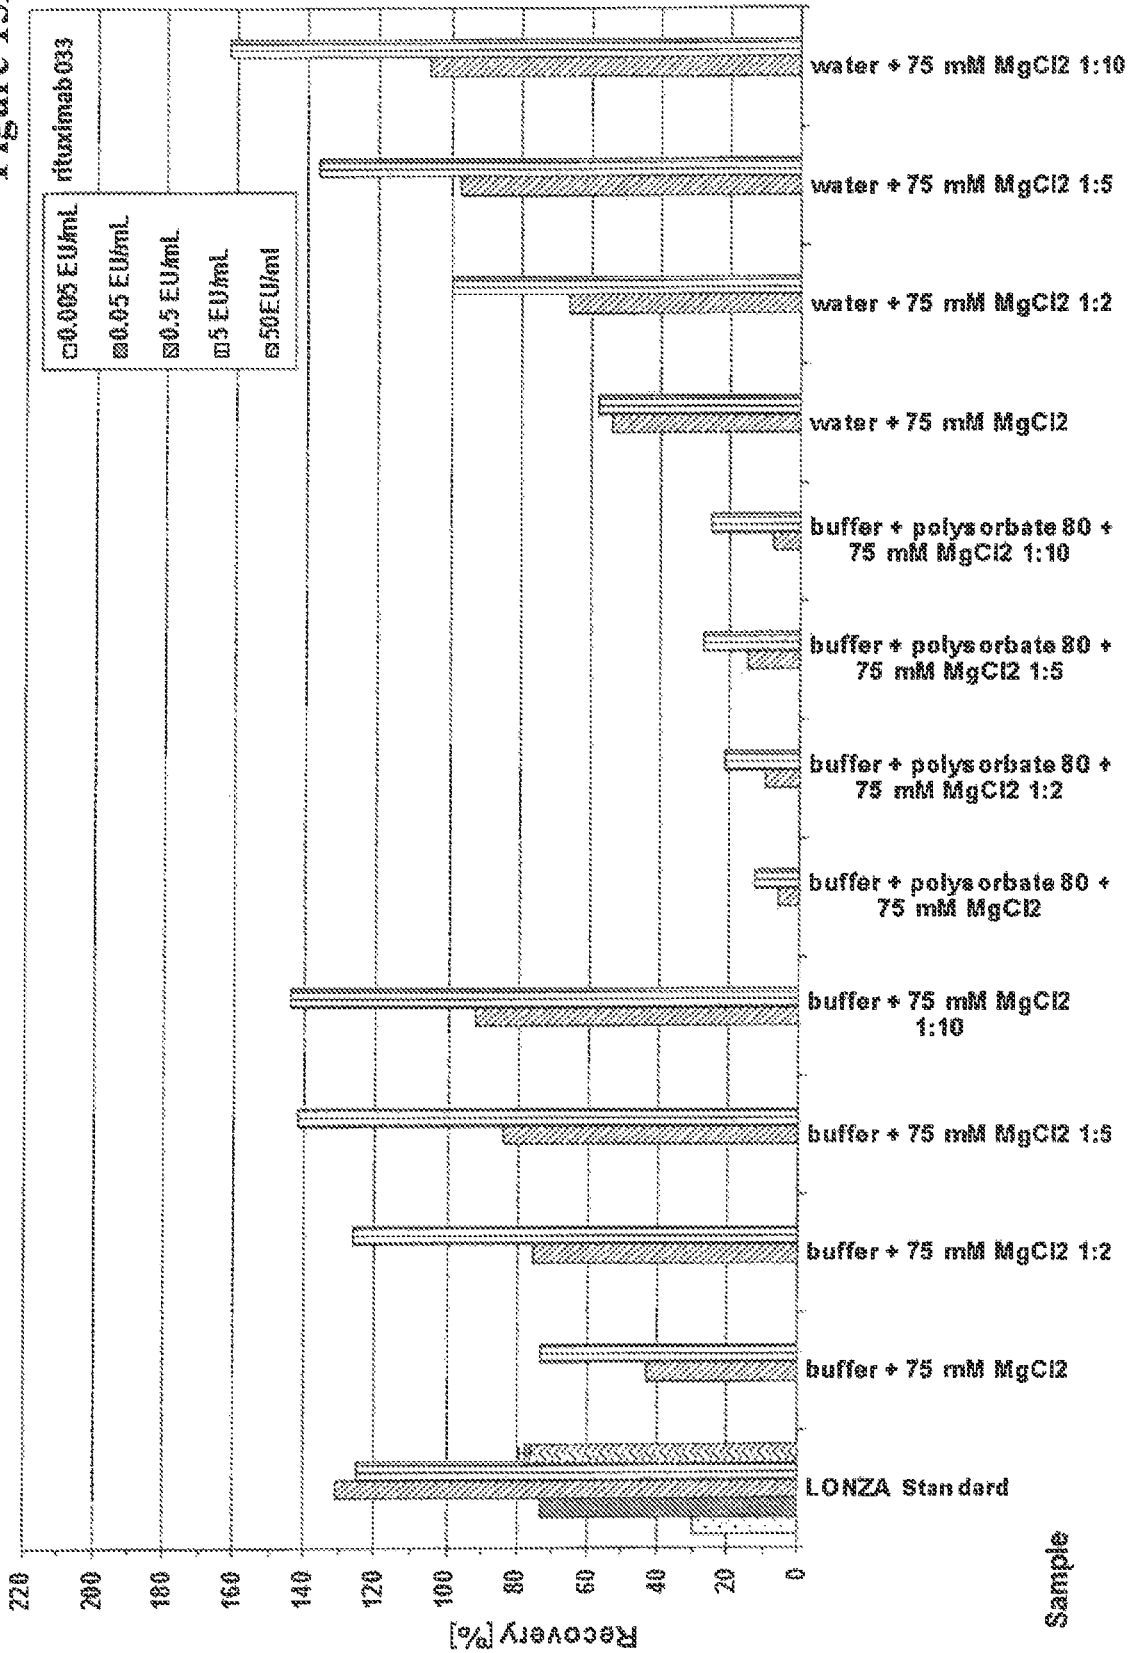 rituximab 033
0.005 EU/mL
0.05 EU/mL
0.5 EU/mL
5 EU/mL
50EU/ml
Recovery [%]
220
200
180
160
140
120
100
80
60
40
20
0
LONZA Standard
buffer + 75 mM MgCl2
buffer + 75 mM MgCl2 1:2
buffer + 75 mM MgCl2 1:5
buffer + 75 mM MgCl2
1:10
buffer + polysorbate 80 +
75 mM MgCl2
buffer + polysorbate 80 +
75 mM MgCl2 1:2
buffer + polysorbate 80 +
75 mM MgCl2 1:5
buffer + polysorbate 80 +
75 mM MgCl2 1:10
water + 75 mM MgCl2
water + 75 mM MgCl2 1:2
water + 75 mM MgCl2 1:5
water + 75 mM MgCl2 1:10
Sample